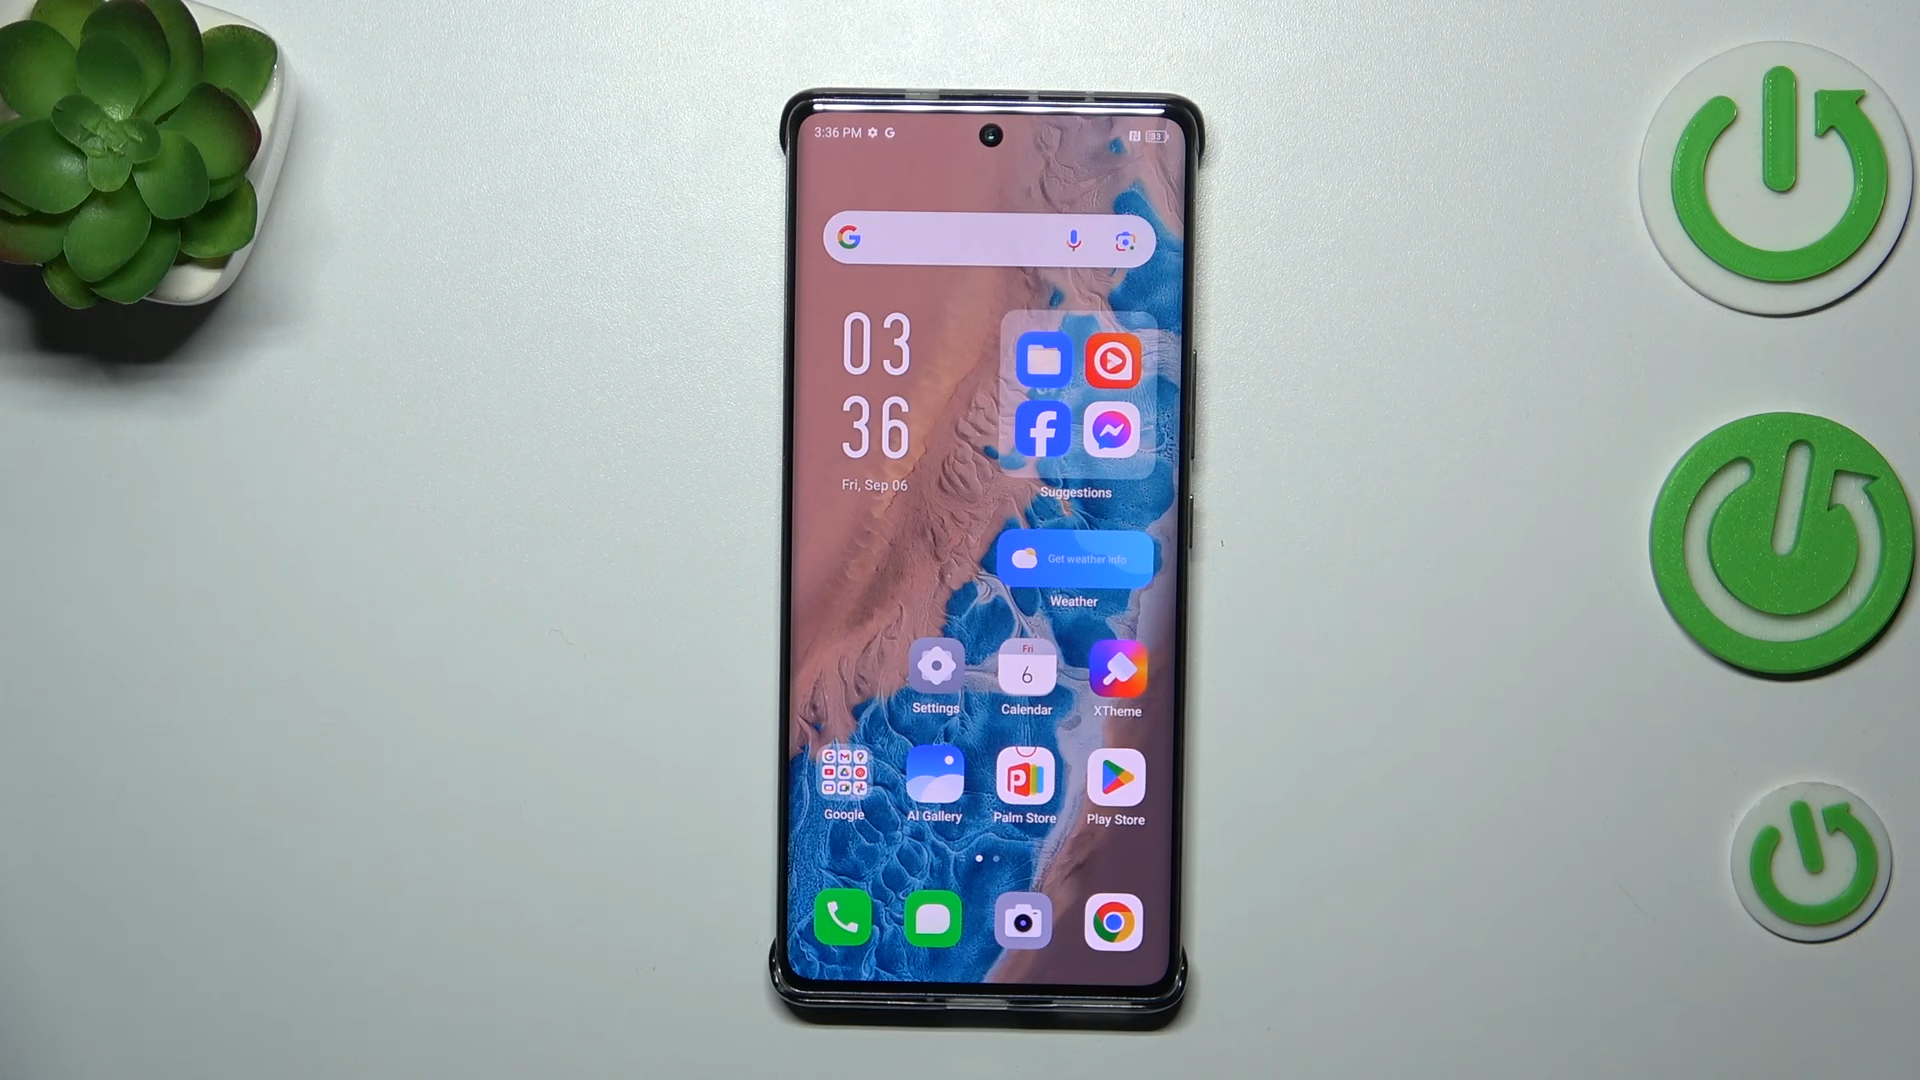 3:36 PM
33
03
36
Fri, Sep 06
Suggestions
Get weather info
Weather
Fri
6
Settings
Calendar
XTheme
Google
AI Gallery
Palm Store
Play Store